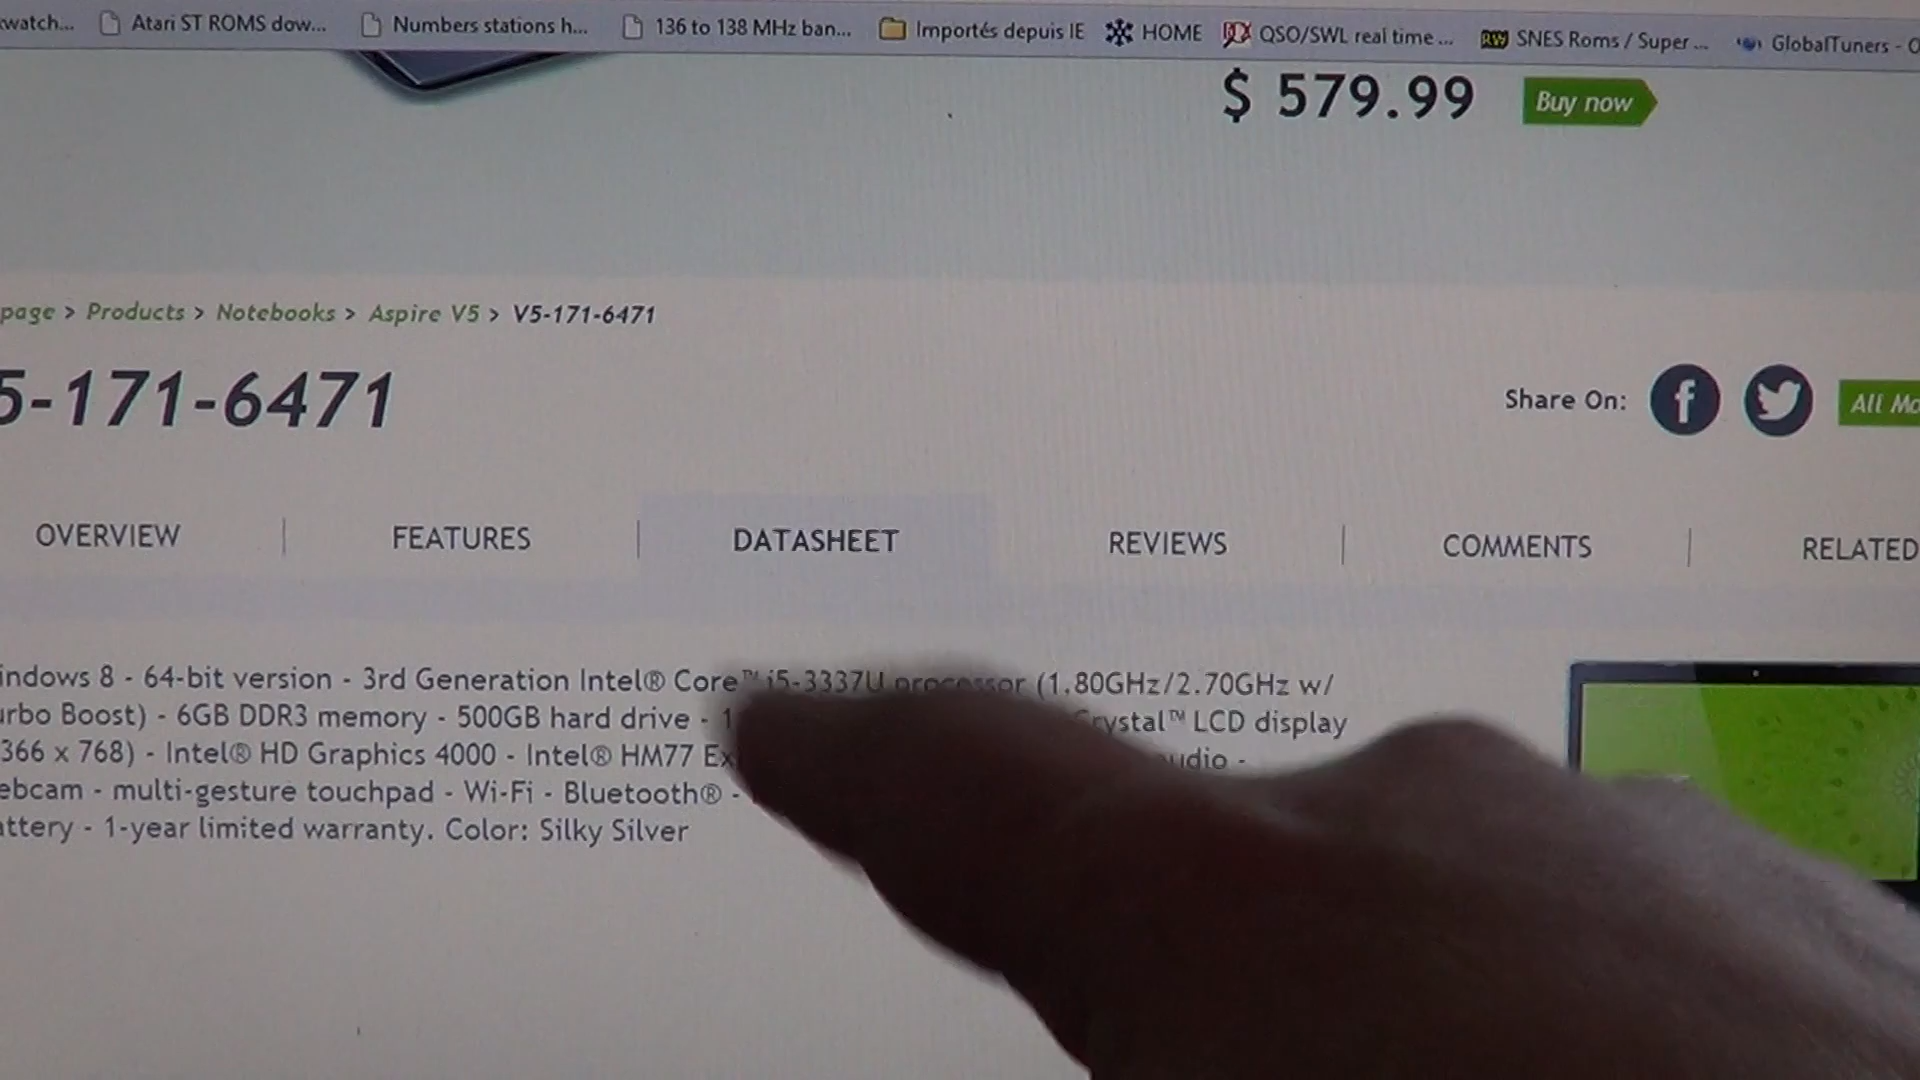 watch...  Atari ST ROMS dow...  Numbers stations h...  136 to 138 MHz ban...  Importés depuis IE  HOME  QSO/SWL real time ...  RW  SNES Roms / Super ...  GlobalTuners - O
$ 579.99  Buy now
page > Products > Notebooks > Aspire V5 > V5-171-6471
5-171-6471
Share On:  f  All Mo
OVERVIEW | FEATURES | DATASHEET | REVIEWS | COMMENTS | RELATED
indows 8 - 64-bit version - 3rd Generation Intel® Core™ i5-3337U processor (1.80GHz/2.70GHz w/
urbo Boost) - 6GB DDR3 memory - 500GB hard drive - 1 Crystal™ LCD display
366 x 768) - Intel® HD Graphics 4000 - Intel® HM77 Ex udio -
ebcam - multi-gesture touchpad - Wi-Fi - Bluetooth® -
attery - 1-year limited warranty. Color: Silky Silver